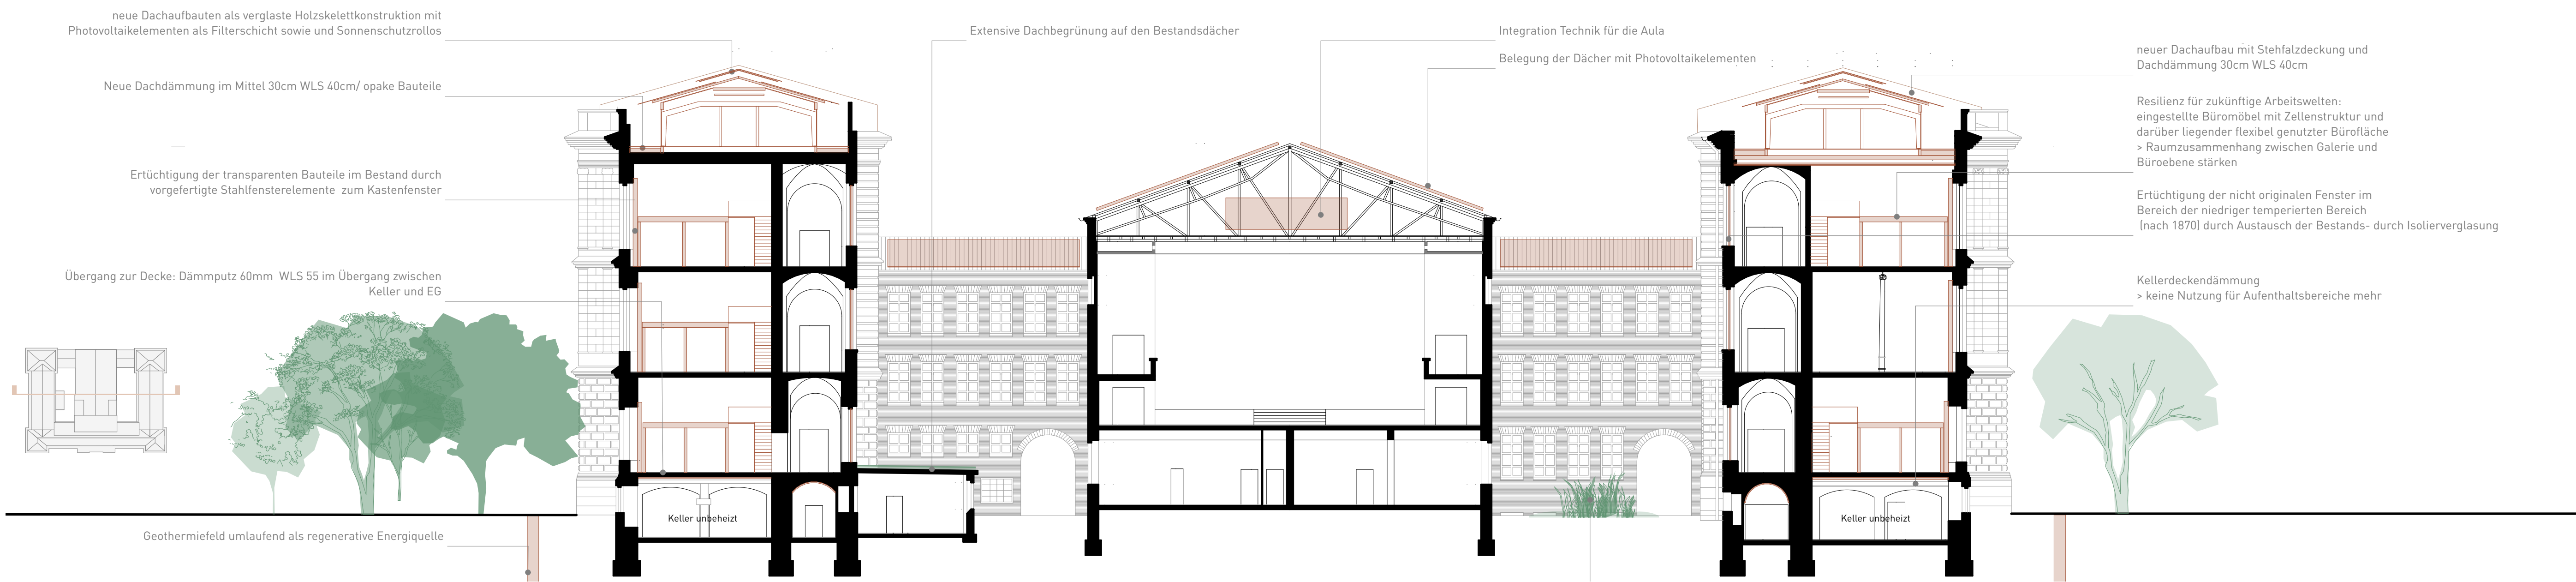 neue Dachaufbauten als verglaste Holzskelettkonstruktion mit
Photovoltaikelementen als Filterschicht sowie und Sonnenschutzrollos
Neue Dachdämmung im Mittel 30cm WLS 40cm/ opake Bauteile
Ertüchtigung der transparenten Bauteile im Bestand durch
vorgefertigte Stahlfensterelemente zum Kastenfenster
Übergang zur Decke: Dämmputz 60mm WLS 55 im Übergang zwischen
Keller und EG
Geothermiefeld umlaufend als regenerative Energiquelle
Extensive Dachbegrünung auf den Bestandsdächer
Integration Technik für die Aula
Belegung der Dächer mit Photovoltaikelementen
neuer Dachaufbau mit Stehfalzdeckung und
Dachdämmung 30cm WLS 40cm
Resilienz für zukünftige Arbeitswelten:
eingestellte Büromöbel mit Zellenstruktur und
darüber liegender flexibel genutzter Bürofläche
> Raumzusammenhang zwischen Galerie und
Büroebene stärken
Ertüchtigung der nicht originalen Fenster im
Bereich der niedriger temperierten Bereich
(nach 1870) durch Austausch der Bestands- durch Isolierverglasung
Kellerdeckendämmung
> keine Nutzung für Aufenthaltsbereiche mehr
Keller unbeheizt
Keller unbeheizt